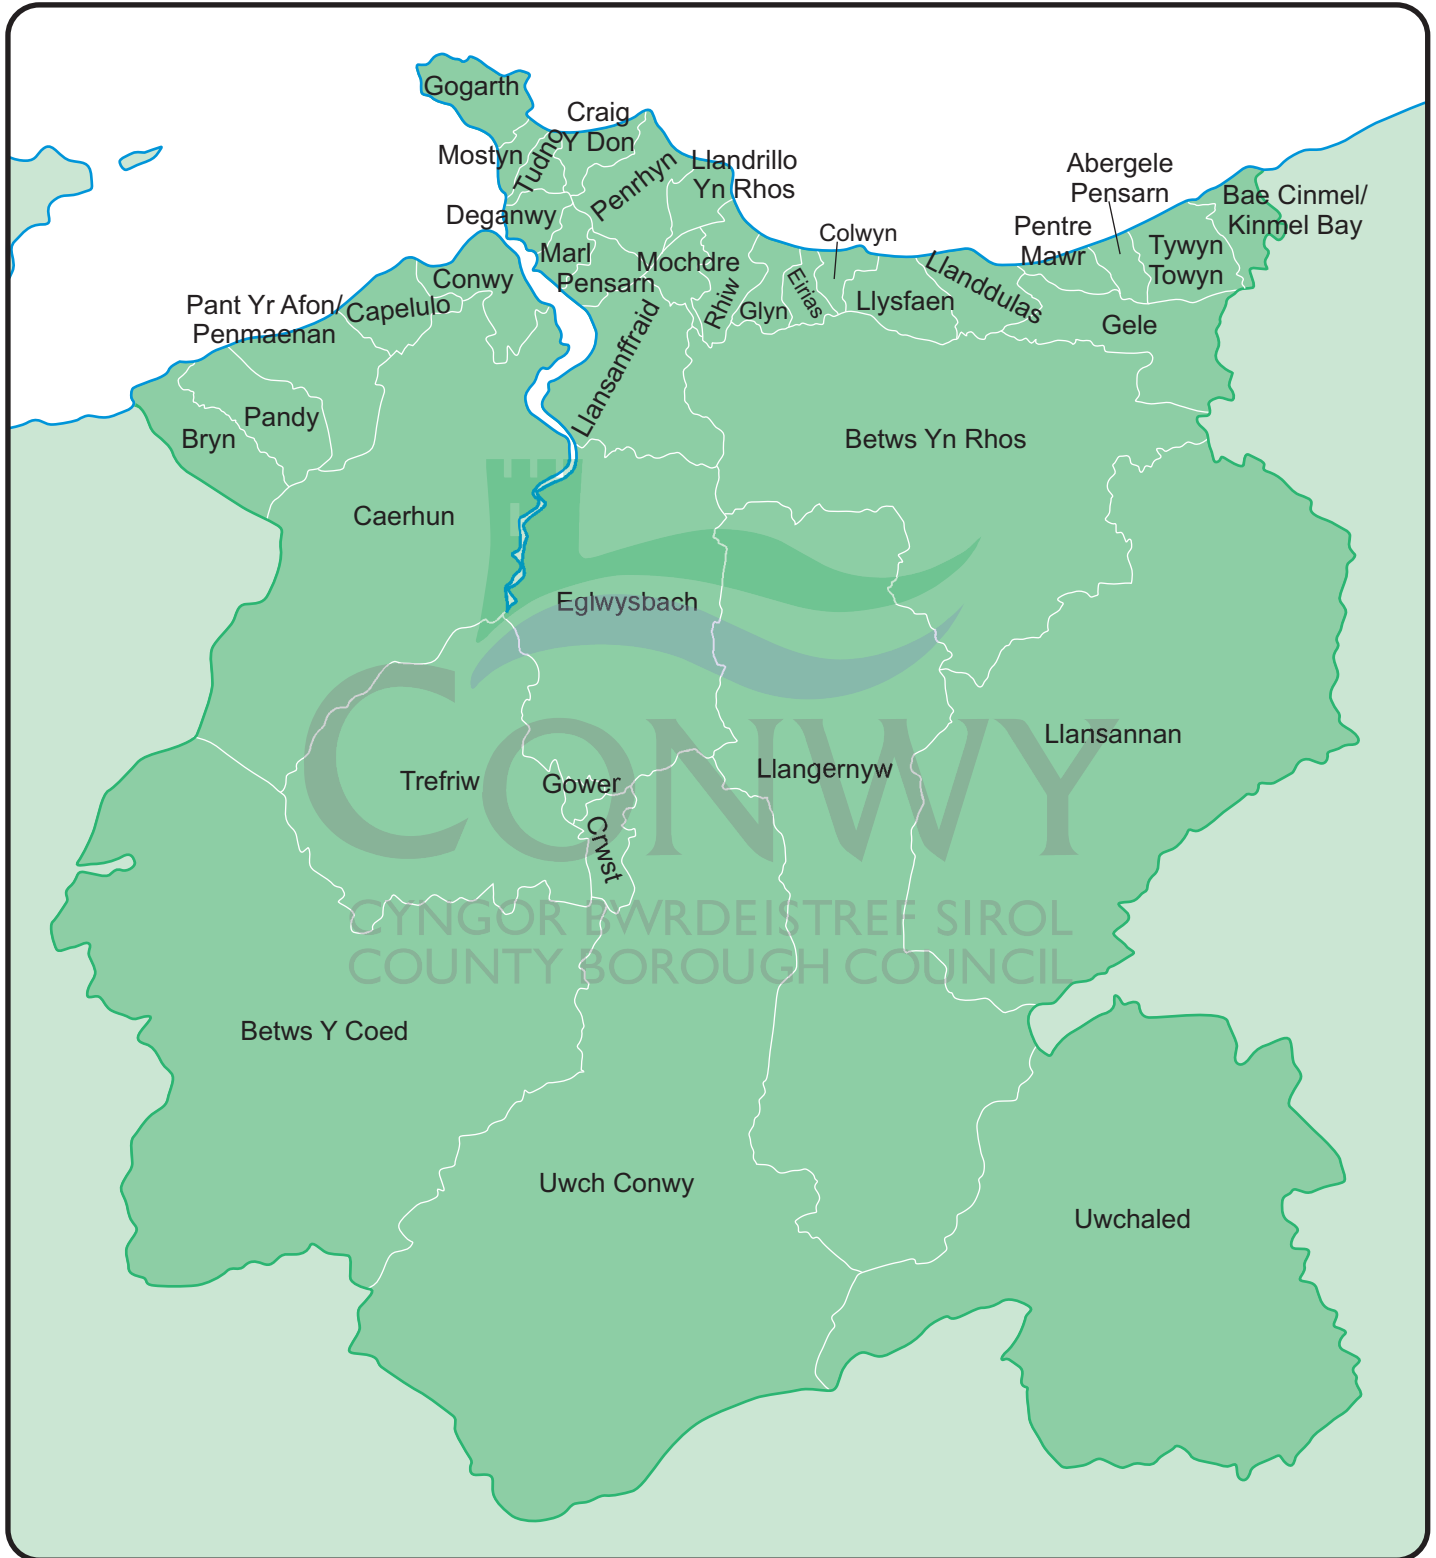 Gogarth
Craig
Y Don
Mostyn
Tudno
Penrhyn
Llandrillo
Yn Rhos
Abergele
Pensarn
Bae Cinmel/
Kinmel Bay
Deganwy
Colwyn
Pentre
Mawr
Tywyn
Towyn
Marl
Pensarn
Mochdre
Conwy
Eirias
Llanddulas
Pant Yr Afon/
Penmaenan
Capelulo
Rhiw
Glyn
Llysfaen
Gele
Llansanffraid
Pandy
Bryn
Betws Yn Rhos
Caerhun
Eglwysbach
Llansannan
Trefriw
Gower
Llangernyw
Crwst
CONWY
CYNGOR BWRDEISTREF SIROL
COUNTY BOROUGH COUNCIL
Betws Y Coed
Uwch Conwy
Uwchaled